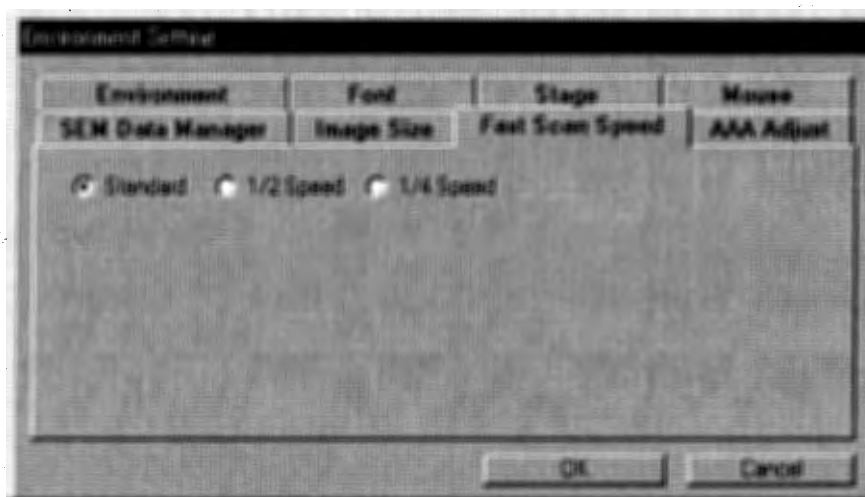 Environment Setting
Environment Font Stage Mouse
SEM Data Manager Image Size Fast Scan Speed AAA Adjust
Standard 1/2 Speed 1/4 Speed
OK Cancel